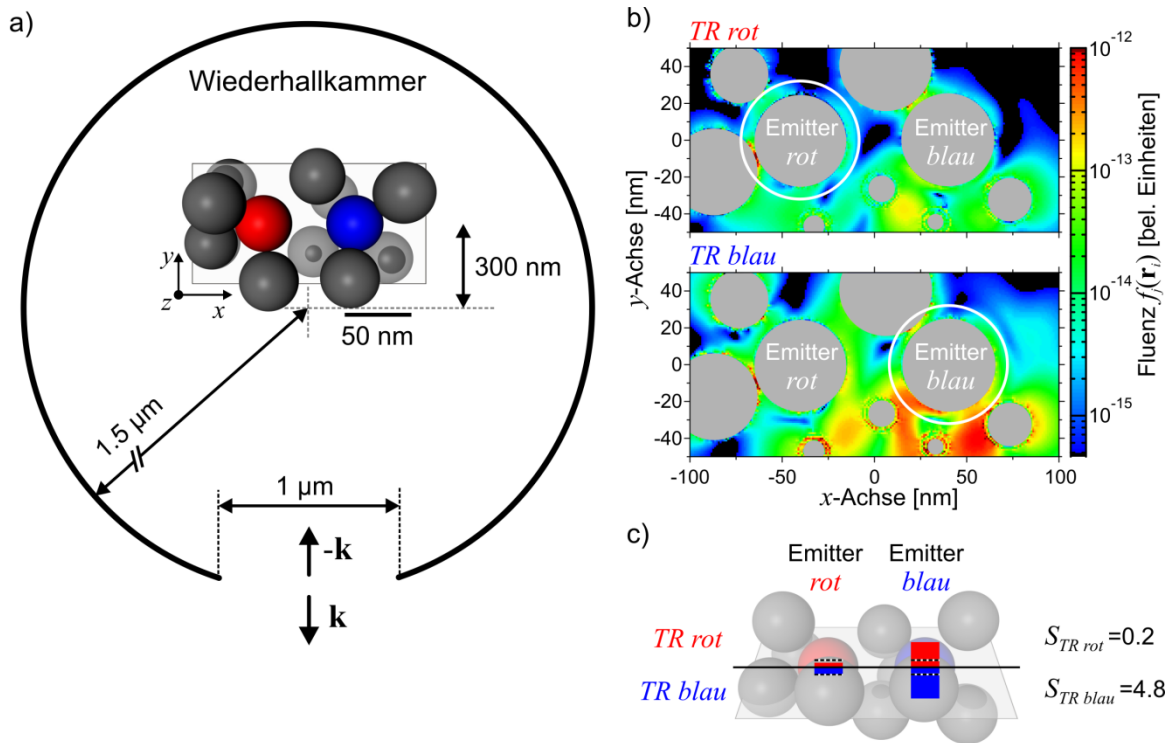 a)
Wiederhallkammer
y
z
x
300 nm
50 nm
1.5 µm
1 µm
-k
k
b)
TR rot
Emitter rot
Emitter blau
TR blau
Emitter rot
Emitter blau
40
20
0
-20
-40
40
20
0
-20
-40
y-Achse [nm]
-100
-50
0
50
100
x-Achse [nm]
10⁻¹²
10⁻¹³
10⁻¹⁴
10⁻¹⁵
Fluenz fⱼ(rᵢ) [bel. Einheiten]
c)
Emitter rot
Emitter blau
TR rot
S_TR rot=0.2
TR blau
S_TR blau=4.8